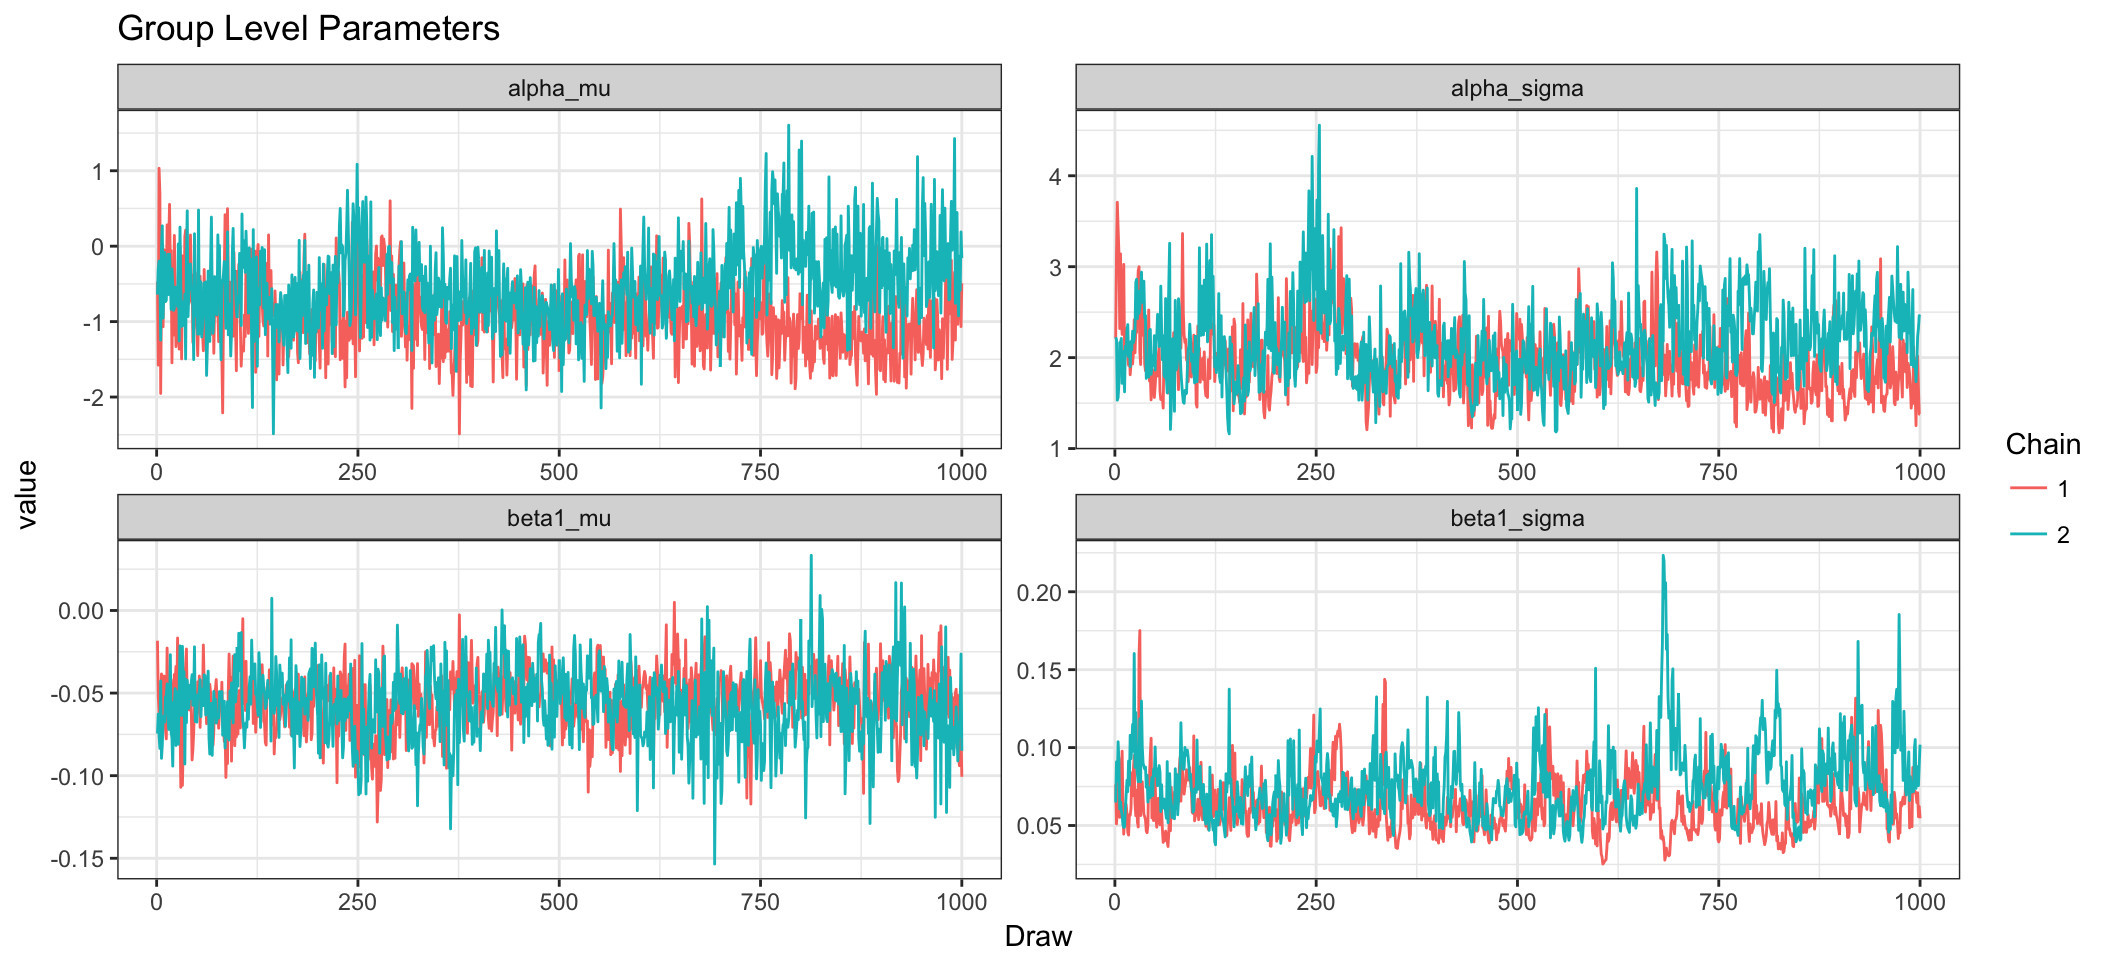 Group Level Parameters
alpha_mu
alpha_sigma
1
0
-1
-2
4
3
2
1
0 250 500 750 1000
0 250 500 750 1000
value
beta1_mu
beta1_sigma
0.00
-0.05
-0.10
-0.15
0.20
0.15
0.10
0.05
0 250 500 750 1000
0 250 500 750 1000
Draw
Chain
1
2